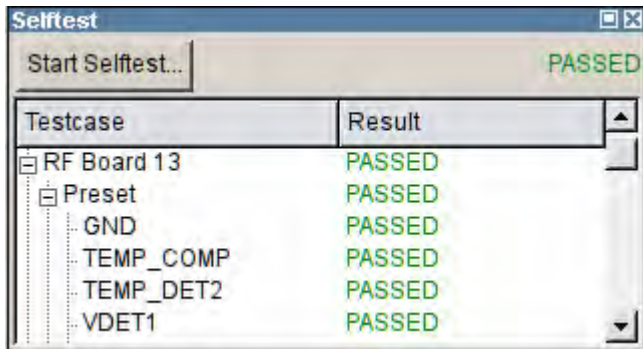 Selftest
Start Selftest... PASSED
Testcase Result
RF Board 13 PASSED
Preset PASSED
GND PASSED
TEMP_COMP PASSED
TEMP_DET2 PASSED
VDET1 PASSED